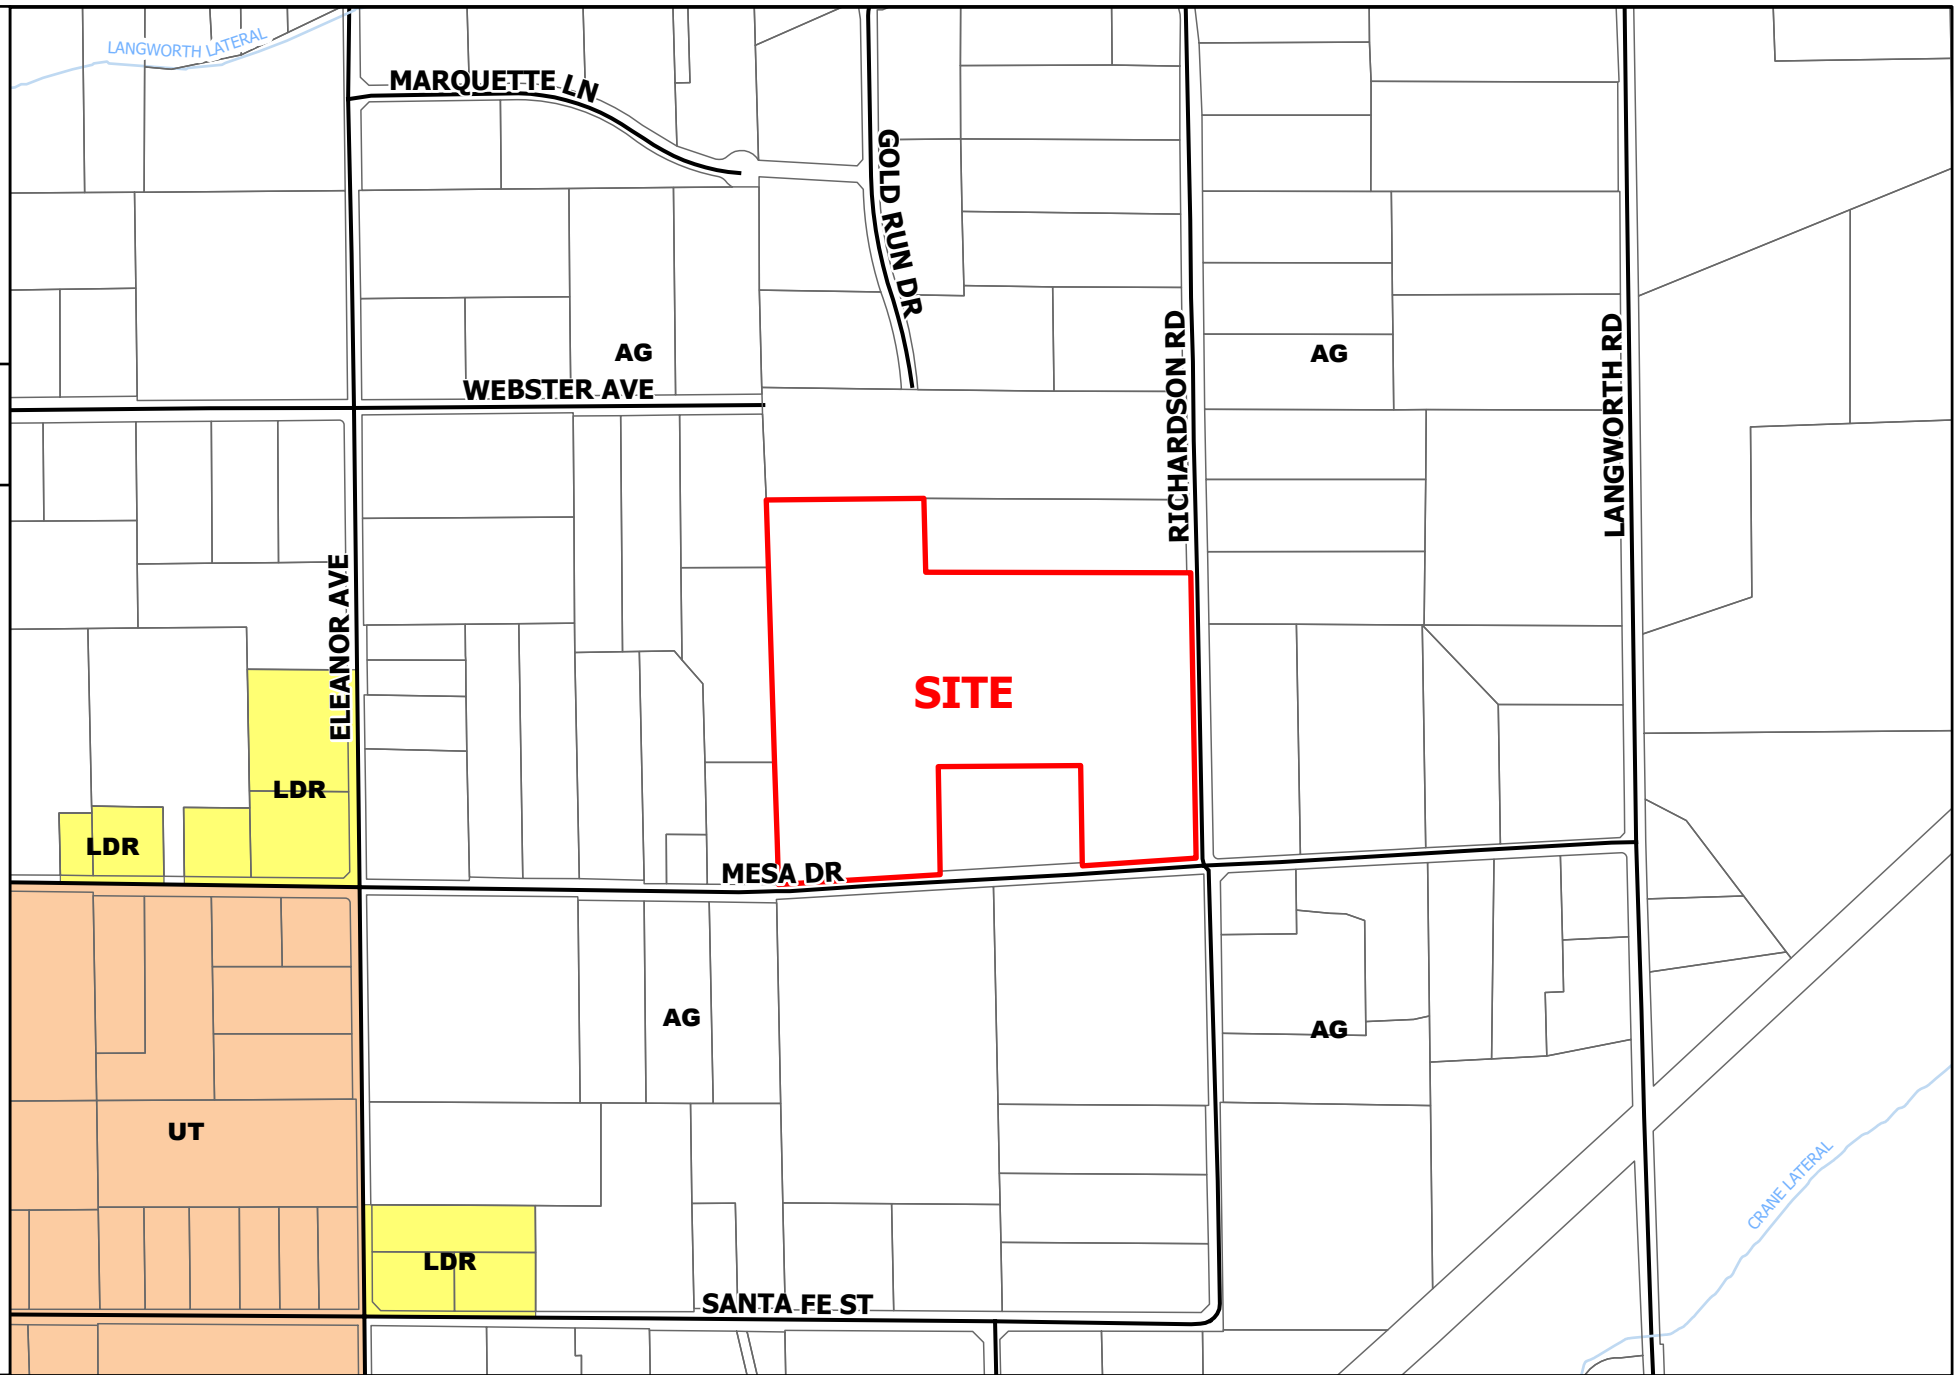 LANGWORTH LATERAL
MARQUETTE LN
GOLD RUN DR
AG
WEBSTER AVE
RICHARDSON RD
AG
LANGWORTH RD
ELEANOR AVE
SITE
LDR
LDR
MESA DR
AG
AG
UT
CRANE LATERAL
LDR
SANTA FE ST